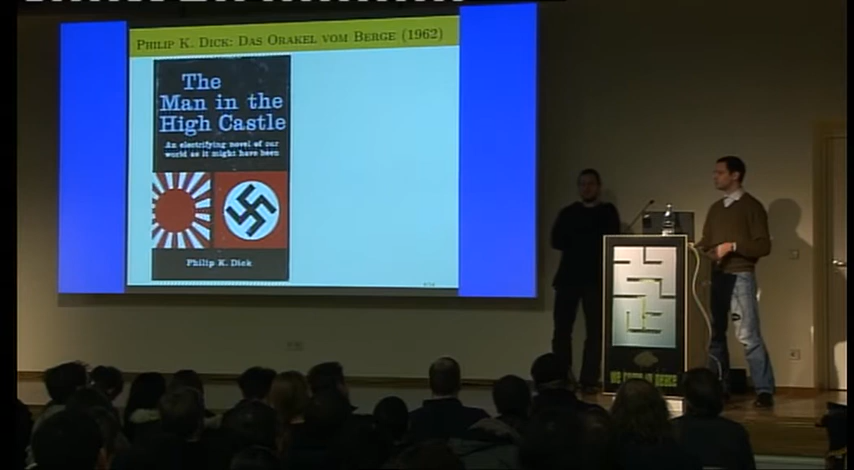 Philip K. Dick: Das Orakel vom Berge (1962)
The
Man in the
High Castle
An electrifying novel of our
world as it might have been
Philip K. Dick